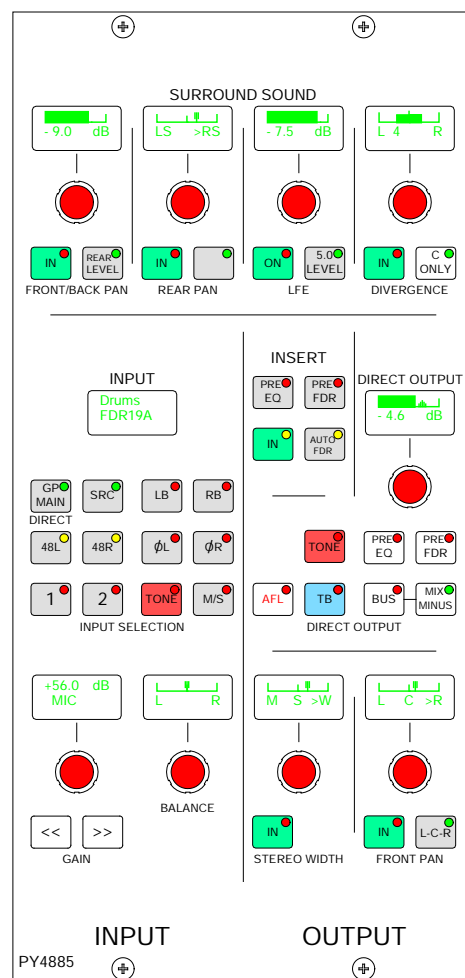 SURROUND SOUND
- 9.0 dB
LS >RS
- 7.5 dB
L 4 R
IN
REAR LEVEL
IN
ON
5.0 LEVEL
IN
C ONLY
FRONT/BACK PAN
REAR PAN
LFE
DIVERGENCE
INPUT
Drums
FDR19A
INSERT
PRE EQ
PRE FDR
IN
AUTO FDR
DIRECT OUTPUT
- 4.6 dB
GP MAIN
SRC
LB
RB
DIRECT
48L
48R
ϕL
ϕR
1
2
TONE
M/S
INPUT SELECTION
TONE
PRE EQ
PRE FDR
AFL
TB
BUS
MIX MINUS
DIRECT OUTPUT
+56.0 dB
MIC
L R
BALANCE
<<
>>
GAIN
M S >W
L C >R
IN
IN
L-C-R
STEREO WIDTH
FRONT PAN
INPUT
OUTPUT
PY4885